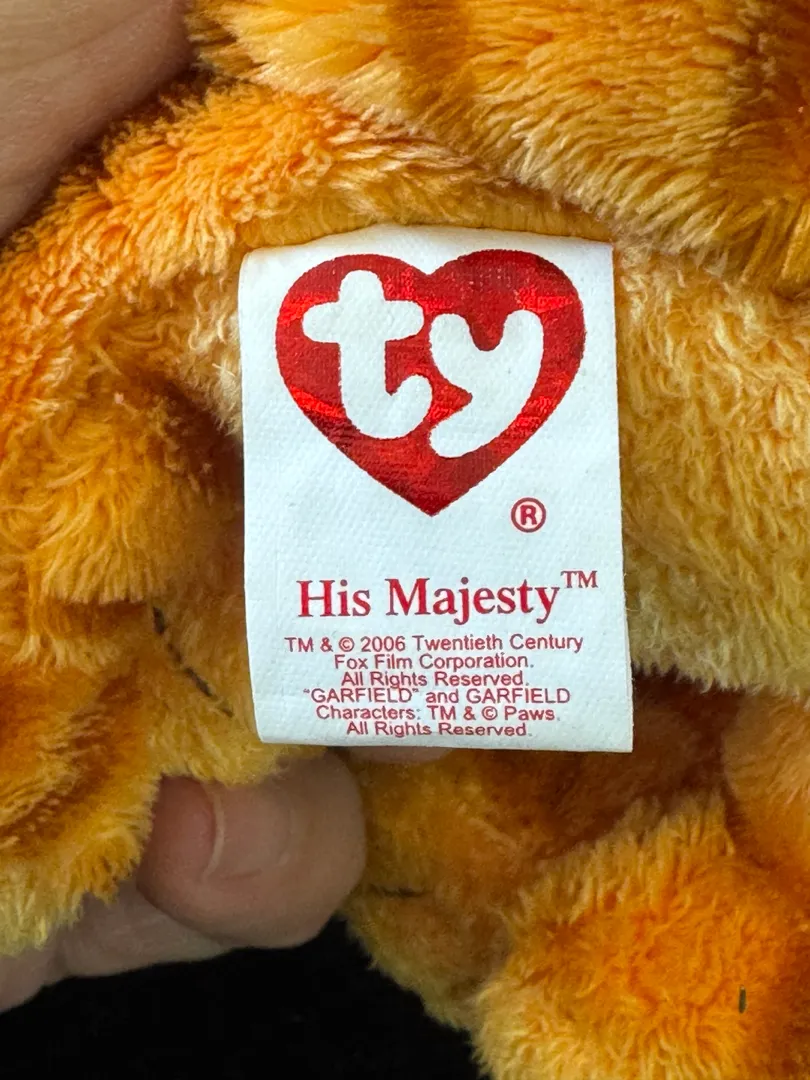 ty
®
His Majesty™
TM & © 2006 Twentieth Century
Fox Film Corporation.
All Rights Reserved.
"GARFIELD" and GARFIELD
Characters: TM & © Paws.
All Rights Reserved.